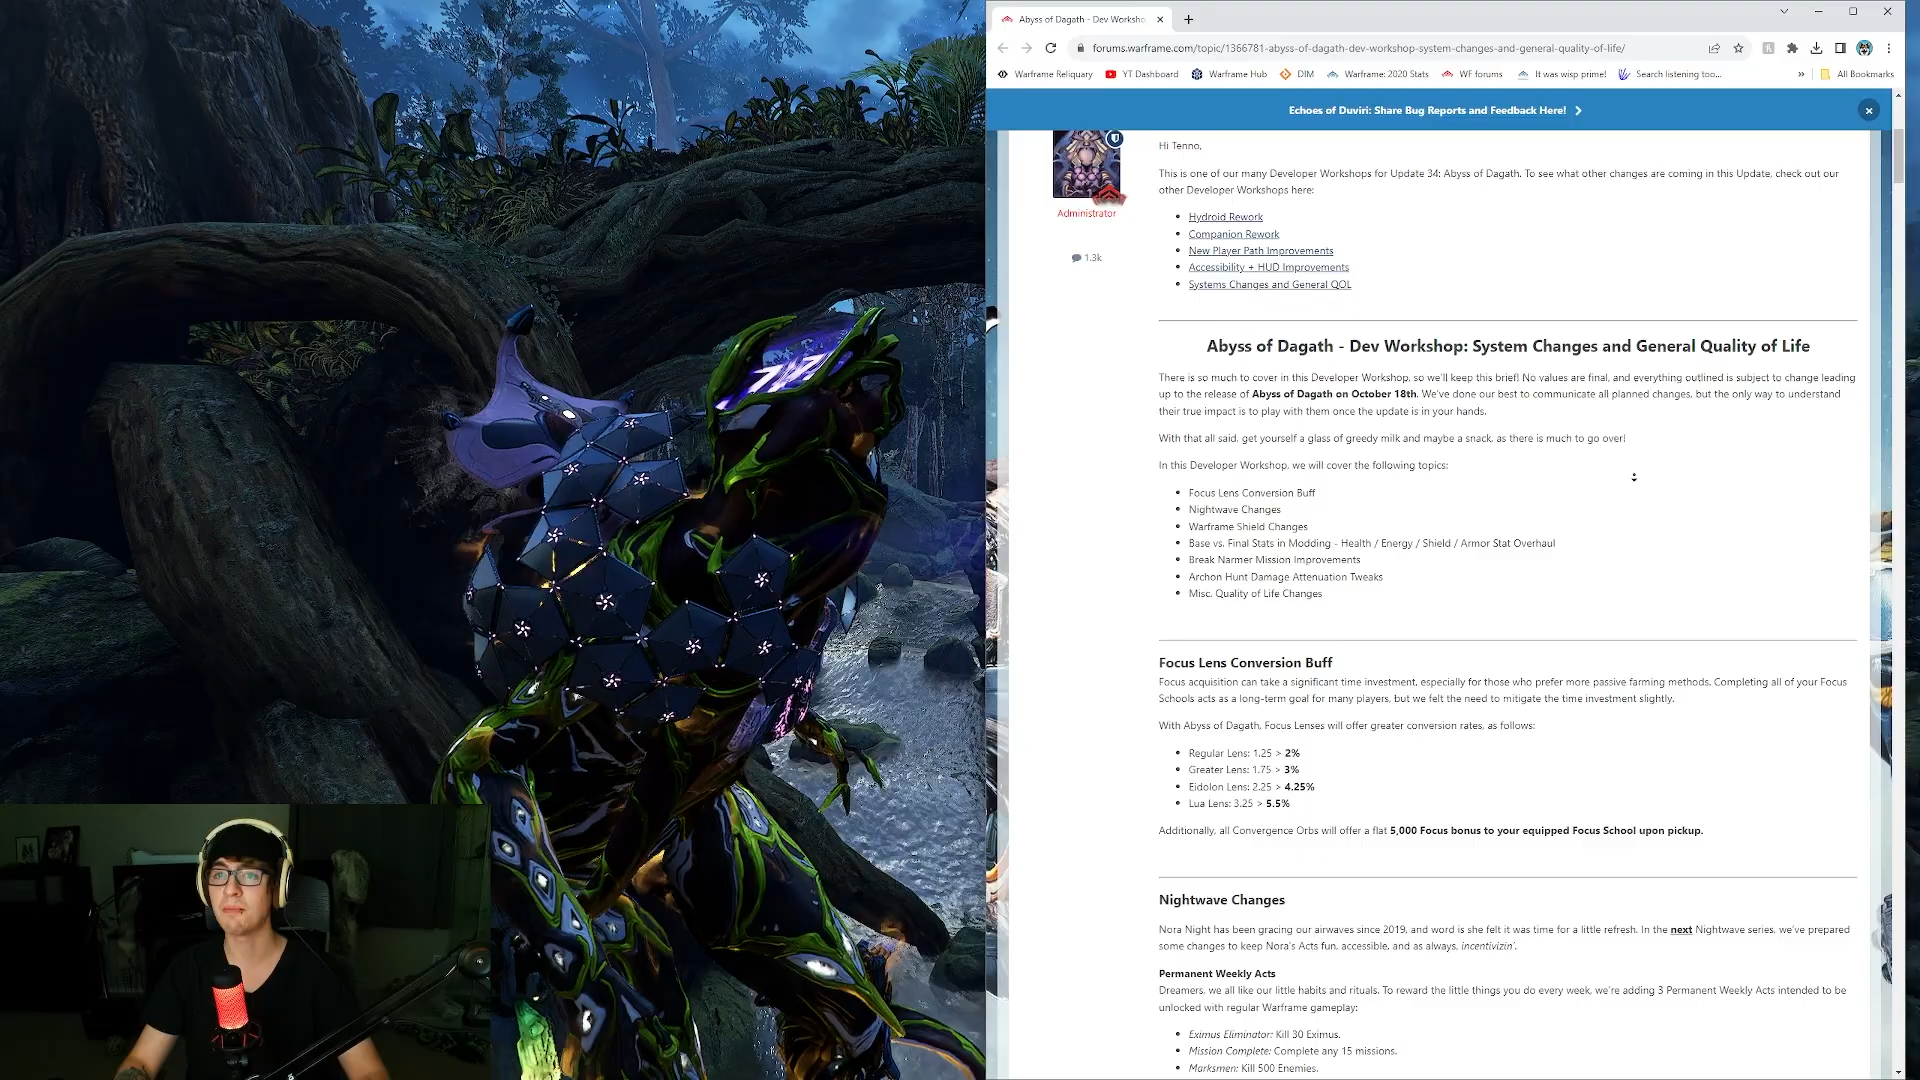 Abyss of Dagath - Dev Worksho
forums.warframe.com/topic/1366781-abyss-of-dagath-dev-workshop-system-changes-and-general-quality-of-life/
Warframe Reliquary YT Dashboard Warframe Hub DIM Warframe: 2020 Stats WF forums It was wisp prime! Search listening too... » All Bookmarks
Echoes of Duviri: Share Bug Reports and Feedback Here!
Hi Tenno,
This is one of our many Developer Workshops for Update 34: Abyss of Dagath. To see what other changes are coming in this Update, check out our
other Developer Workshops here:
Administrator
1.3k
Hydroid Rework
Companion Rework
New Player Path Improvements
Accessibility + HUD Improvements
Systems Changes and General QOL
Abyss of Dagath - Dev Workshop: System Changes and General Quality of Life
There is so much to cover in this Developer Workshop, so we'll keep this brief! No values are final, and everything outlined is subject to change leading
up to the release of Abyss of Dagath on October 18th. We've done our best to communicate all planned changes, but the only way to understand
their true impact is to play with them once the update is in your hands.
With that all said, get yourself a glass of greedy milk and maybe a snack, as there is much to go over!
In this Developer Workshop, we will cover the following topics:
Focus Lens Conversion Buff
Nightwave Changes
Warframe Shield Changes
Base vs. Final Stats in Modding - Health / Energy / Shield / Armor Stat Overhaul
Break Narmer Mission Improvements
Archon Hunt Damage Attenuation Tweaks
Misc. Quality of Life Changes
Focus Lens Conversion Buff
Focus acquisition can take a significant time investment, especially for those who prefer more passive farming methods. Completing all of your Focus
Schools acts as a long-term goal for many players, but we felt the need to mitigate the time investment slightly.
With Abyss of Dagath, Focus Lenses will offer greater conversion rates, as follows:
Regular Lens: 1.25 > 2%
Greater Lens: 1.75 > 3%
Eidolon Lens: 2.25 > 4.25%
Lua Lens: 3.25 > 5.5%
Additionally, all Convergence Orbs will offer a flat 5,000 Focus bonus to your equipped Focus School upon pickup.
Nightwave Changes
Nora Night has been gracing our airwaves since 2019, and word is she felt it was time for a little refresh. In the next Nightwave series, we've prepared
some changes to keep Nora's Acts fun, accessible, and as always, incentivizin'.
Permanent Weekly Acts
Dreamers, we all like our little habits and rituals. To reward the little things you do every week, we're adding 3 Permanent Weekly Acts intended to be
unlocked with regular Warframe gameplay:
Eximus Eliminator: Kill 30 Eximus.
Mission Complete: Complete any 15 missions.
Marksmen: Kill 500 Enemies.